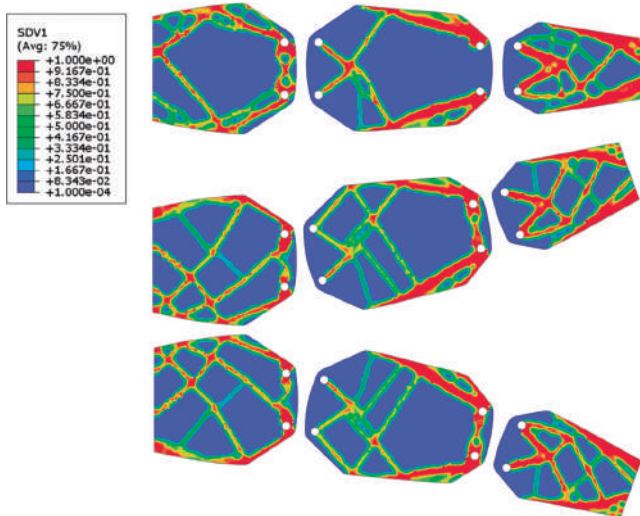 SDV1
(Avg: 75%)
+1.000e+00
+9.167e-01
+8.334e-01
+7.500e-01
+6.667e-01
+5.834e-01
+5.000e-01
+4.167e-01
+3.334e-01
+2.501e-01
+1.667e-01
+8.343e-02
+1.000e-04